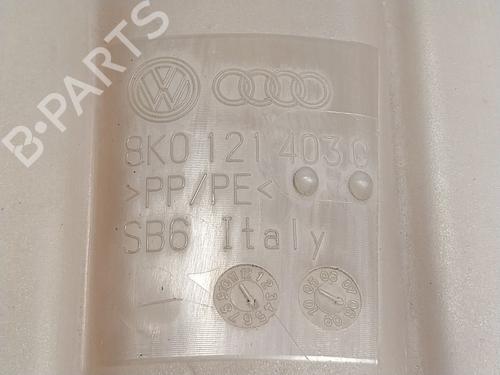 B-PARTS
8K0 121 403 C
>PP/PE<
SB6 Italy